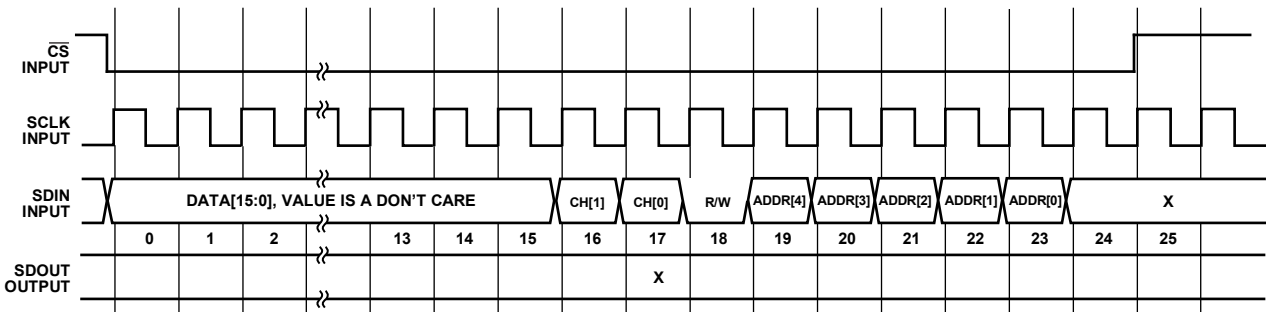 CS
INPUT
SCLK
INPUT
SDIN
INPUT
DATA[15:0], VALUE IS A DON'T CARE CH[1] CH[0] R/W ADDR[4] ADDR[3] ADDR[2] ADDR[1] ADDR[0] X
0 1 2 13 14 15 16 17 18 19 20 21 22 23 24 25
SDOUT
OUTPUT
X